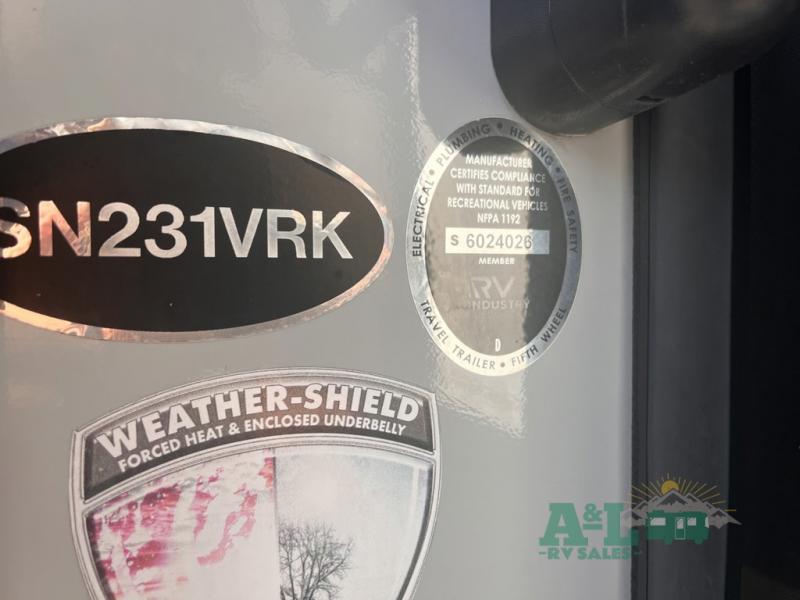 SN231VRK
ELECTRICAL • PLUMBING • HEATING • FIRE SAFETY
MANUFACTURER
CERTIFIES COMPLIANCE
WITH STANDARD FOR
RECREATIONAL VEHICLES
NFPA 1192
S 6024026
MEMBER
RV
INDUSTRY
D
TRAVEL TRAILER • FIFTH WHEEL
WEATHER-SHIELD
FORCED HEAT & ENCLOSED UNDERBELLY
A&L
-RV SALES-